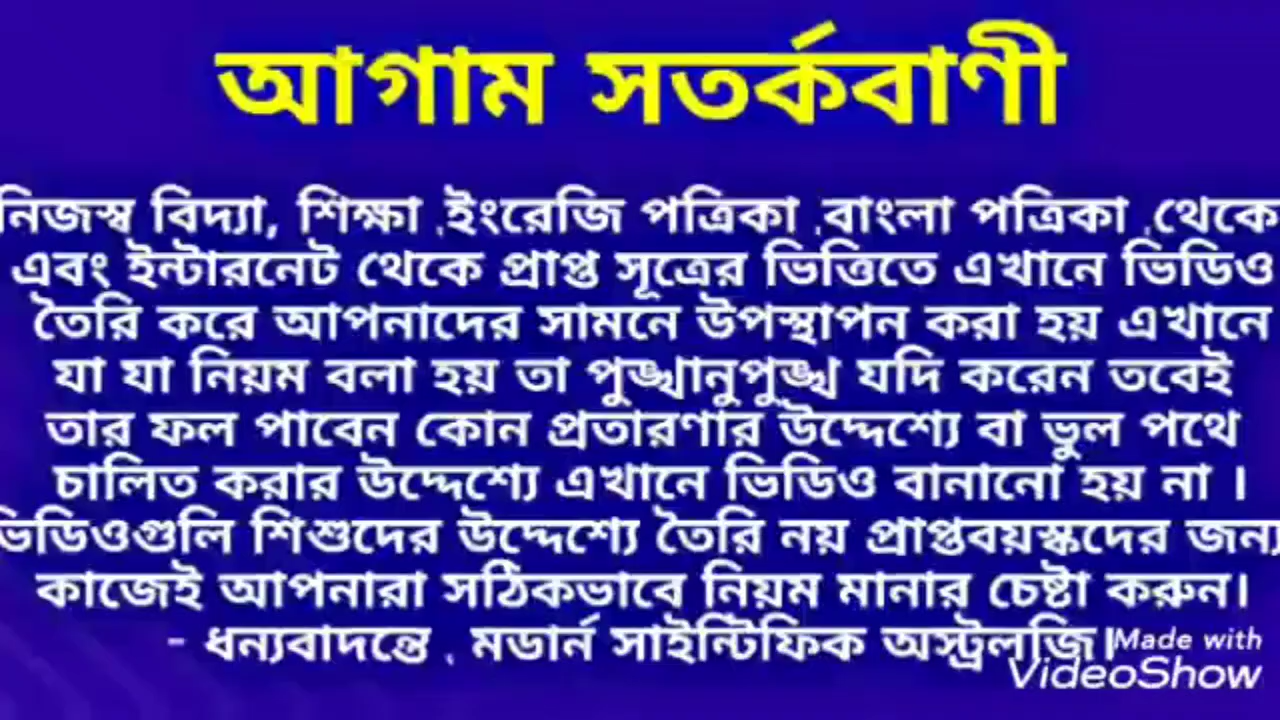 আগাম সতর্কবাণী
নিজস্ব বিদ্যা, শিক্ষা ,ইংরেজি পত্রিকা ,বাংলা পত্রিকা ,থেকে
এবং ইন্টারনেট থেকে প্রাপ্ত সূত্রের ভিত্তিতে এখানে ভিডিও
তৈরি করে আপনাদের সামনে উপস্থাপন করা হয় এখানে
যা যা নিয়ম বলা হয় তা পুঙ্খানুপুঙ্খ যদি করেন তবেই
তার ফল পাবেন কোন প্রতারণার উদ্দেশ্যে বা ভুল পথে
চালিত করার উদ্দেশ্যে এখানে ভিডিও বানানো হয় না ।
ভিডিওগুলি শিশুদের উদ্দেশ্যে তৈরি নয় প্রাপ্তবয়স্কদের জন্য
কাজেই আপনারা সঠিকভাবে নিয়ম মানার চেষ্টা করুন।
- ধন্যবাদন্তে , মডার্ন সাইন্টিফিক অস্ট্রলজি।
Made with
VideoShow